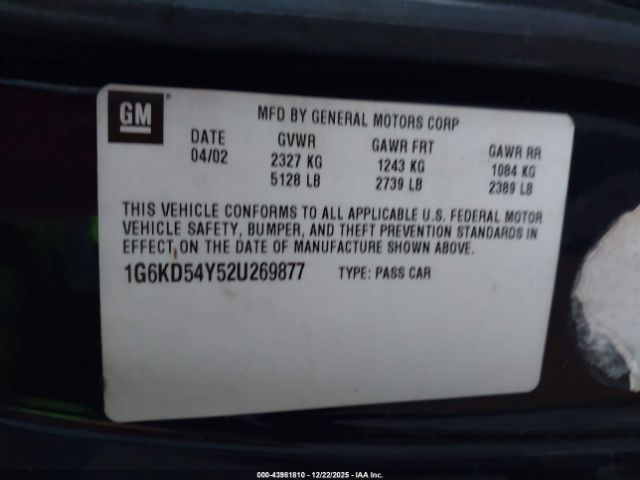 GM ®
MFD BY GENERAL MOTORS CORP
DATE GVWR GAWR FRT GAWR RR
04/02 2327 KG 1243 KG 1084 KG
5128 LB 2739 LB 2389 LB
THIS VEHICLE CONFORMS TO ALL APPLICABLE U.S. FEDERAL MOTOR
VEHICLE SAFETY, BUMPER, AND THEFT PREVENTION STANDARDS IN
EFFECT ON THE DATE OF MANUFACTURE SHOWN ABOVE.
1G6KD54Y52U269877 TYPE: PASS CAR
000-43981810 - 12/22/2025 - IAA, Inc.